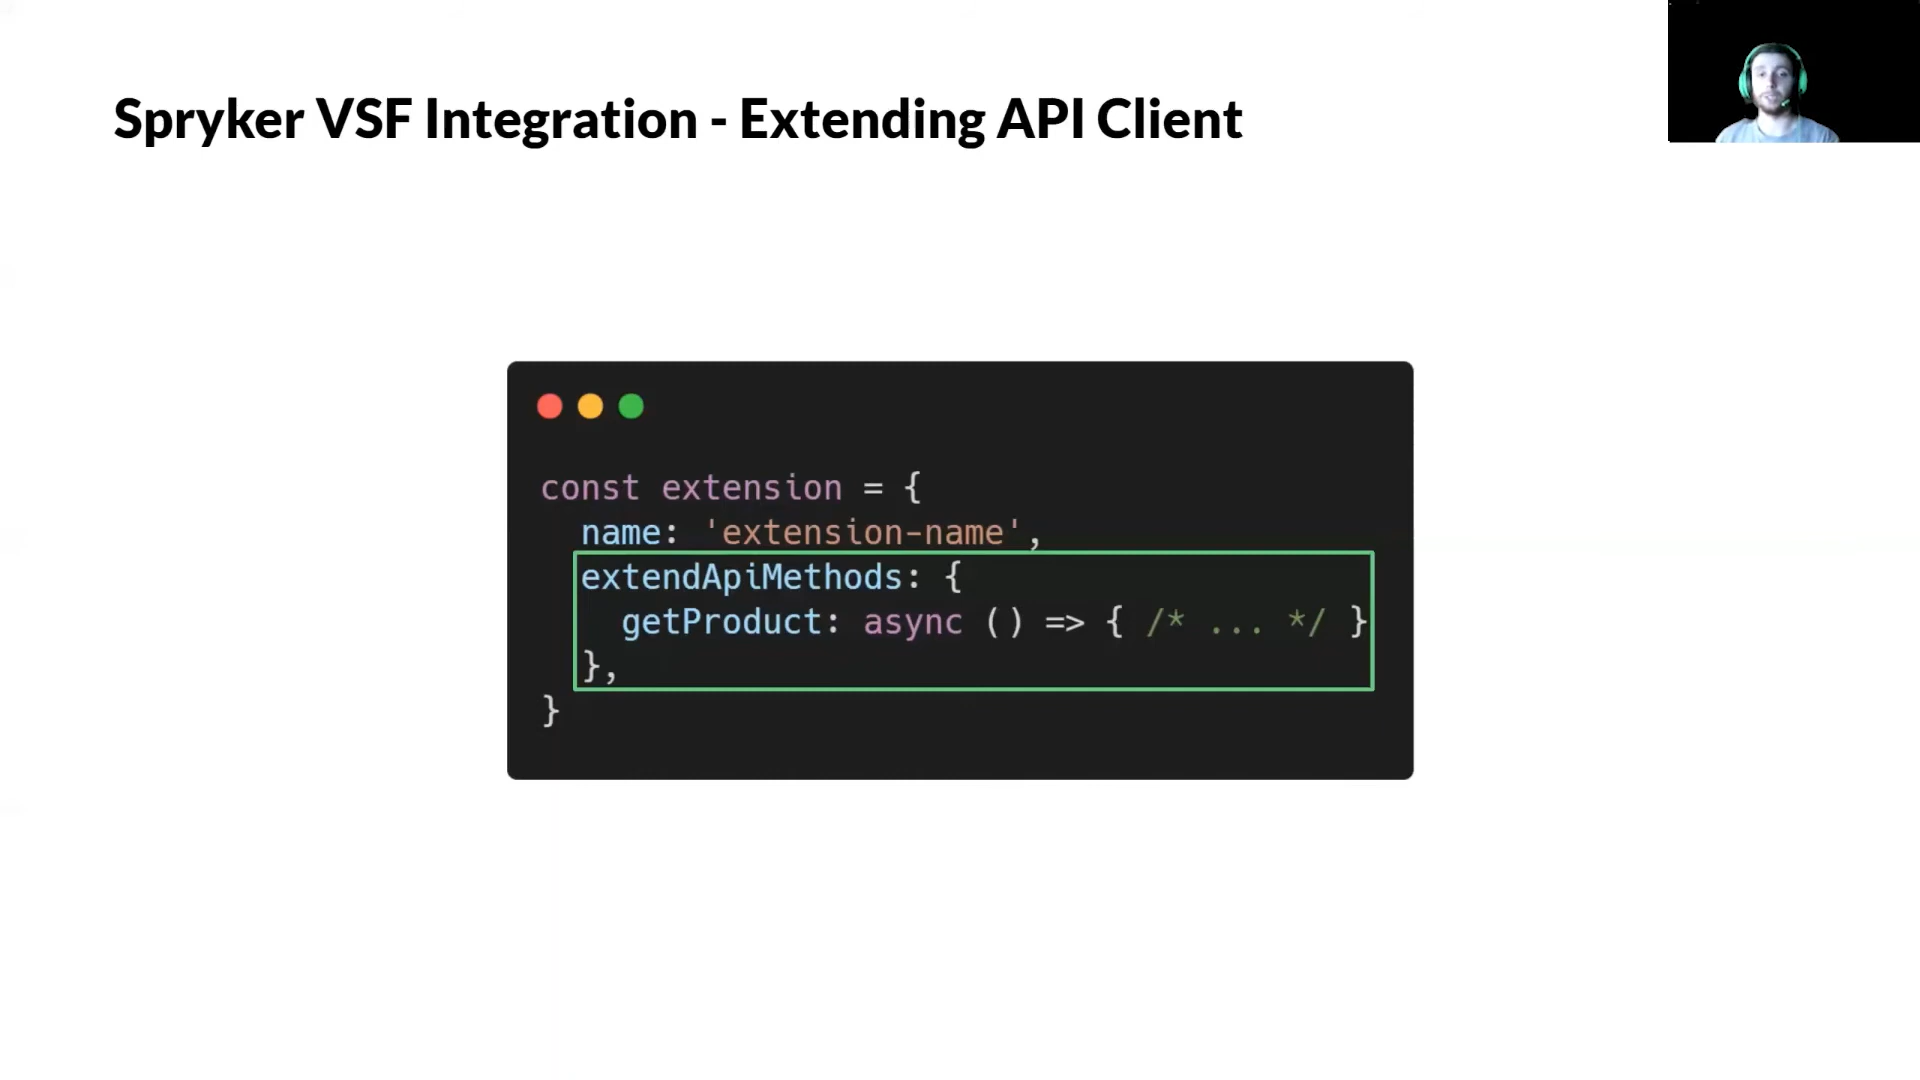 Spryker VSF Integration - Extending API Client
const extension = {
name: 'extension-name',
extendApiMethods: {
getProduct: async () => { /* ... */ }
},
}